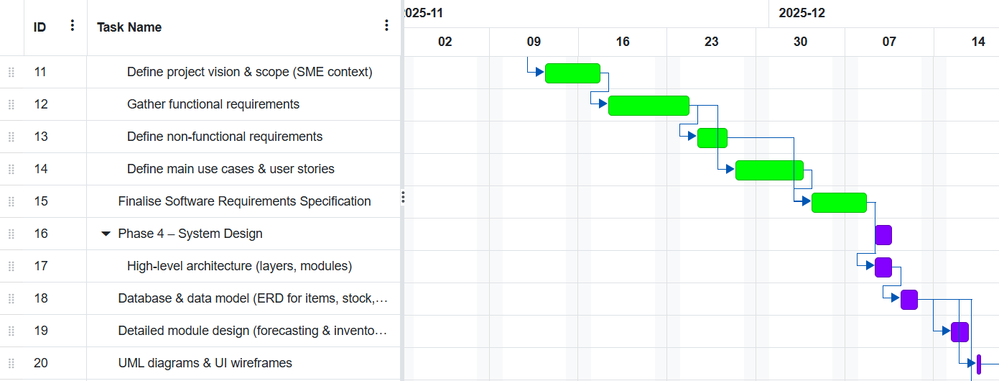 025-11 2025-12
ID Task Name
02 09 16 23 30 07 14
11 Define project vision & scope (SME context)
12 Gather functional requirements
13 Define non-functional requirements
14 Define main use cases & user stories
15 Finalise Software Requirements Specification
16 Phase 4 – System Design
17 High-level architecture (layers, modules)
18 Database & data model (ERD for items, stock,…
19 Detailed module design (forecasting & invento…
20 UML diagrams & UI wireframes